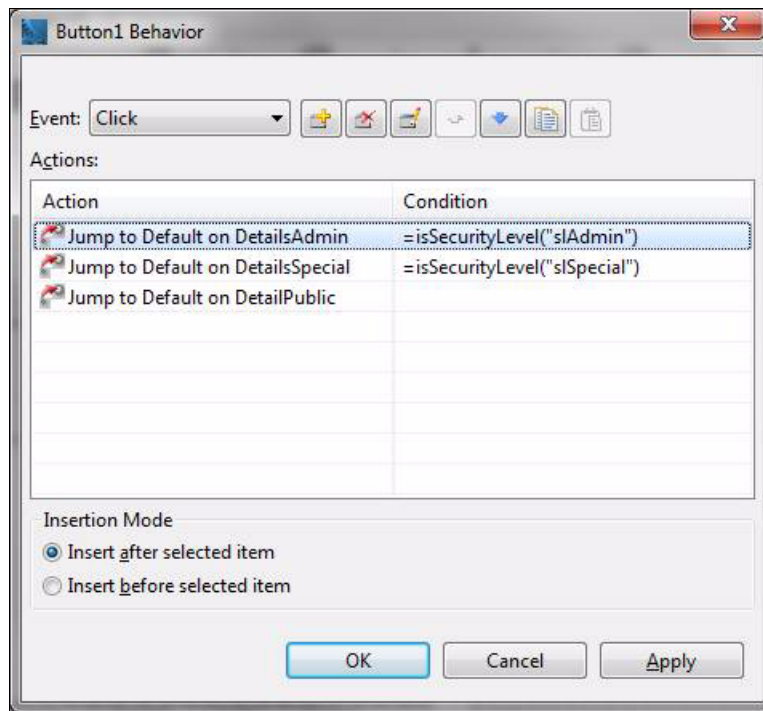 Button1 Behavior
Event: Click
Actions:
Action Condition
Jump to Default on DetailsAdmin =isSecurityLevel("slAdmin")
Jump to Default on DetailsSpecial =isSecurityLevel("slSpecial")
Jump to Default on DetailPublic
Insertion Mode
Insert after selected item
Insert before selected item
OK Cancel Apply